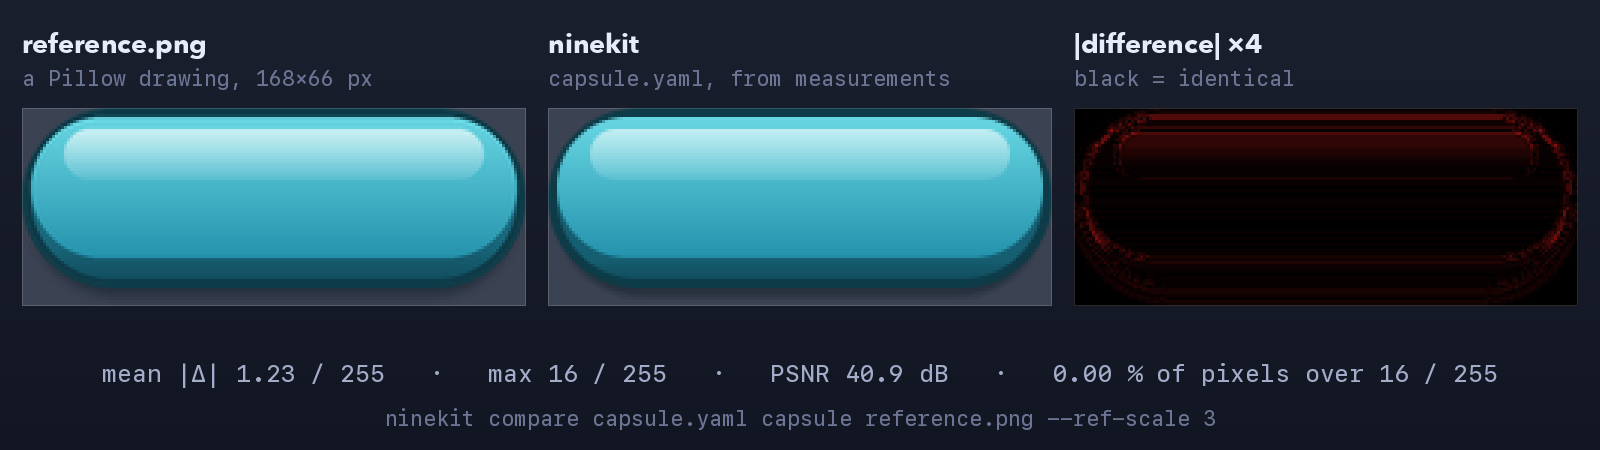 reference.png
a Pillow drawing, 168×66 px
ninekit
capsule.yaml, from measurements
|difference| ×4
black = identical
mean |Δ| 1.23 / 255 · max 16 / 255 · PSNR 40.9 dB · 0.00 % of pixels over 16 / 255
ninekit compare capsule.yaml capsule reference.png --ref-scale 3